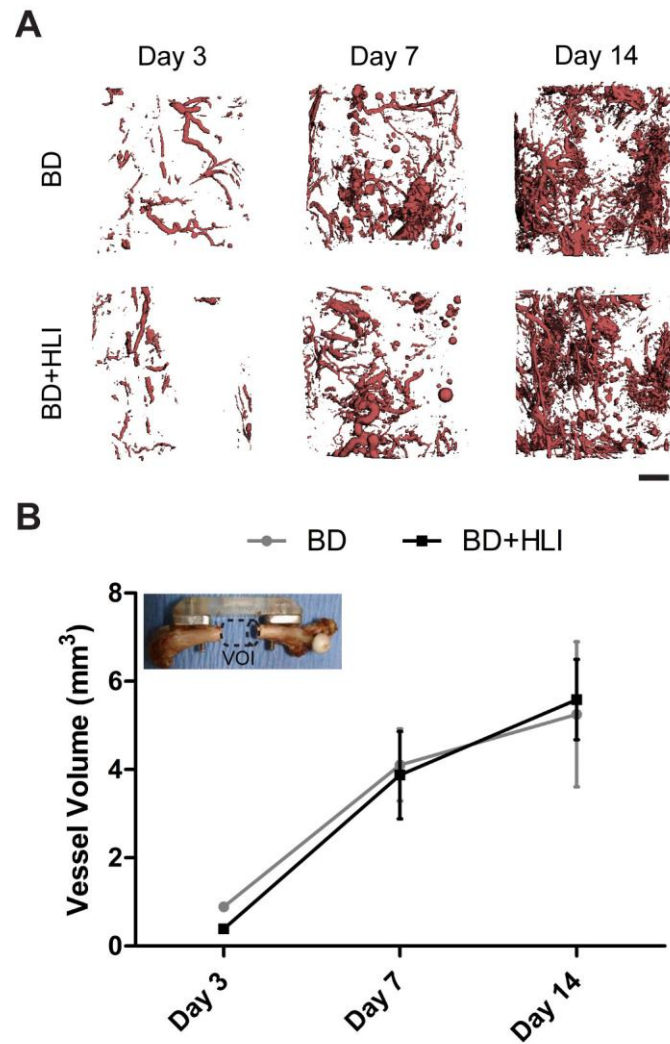 A
Day 3 Day 7 Day 14
BD
BD+HLI
B
BD BD+HLI
8
6
4
2
0
Vessel Volume (mm³)
VOI
Day 3 Day 7 Day 14